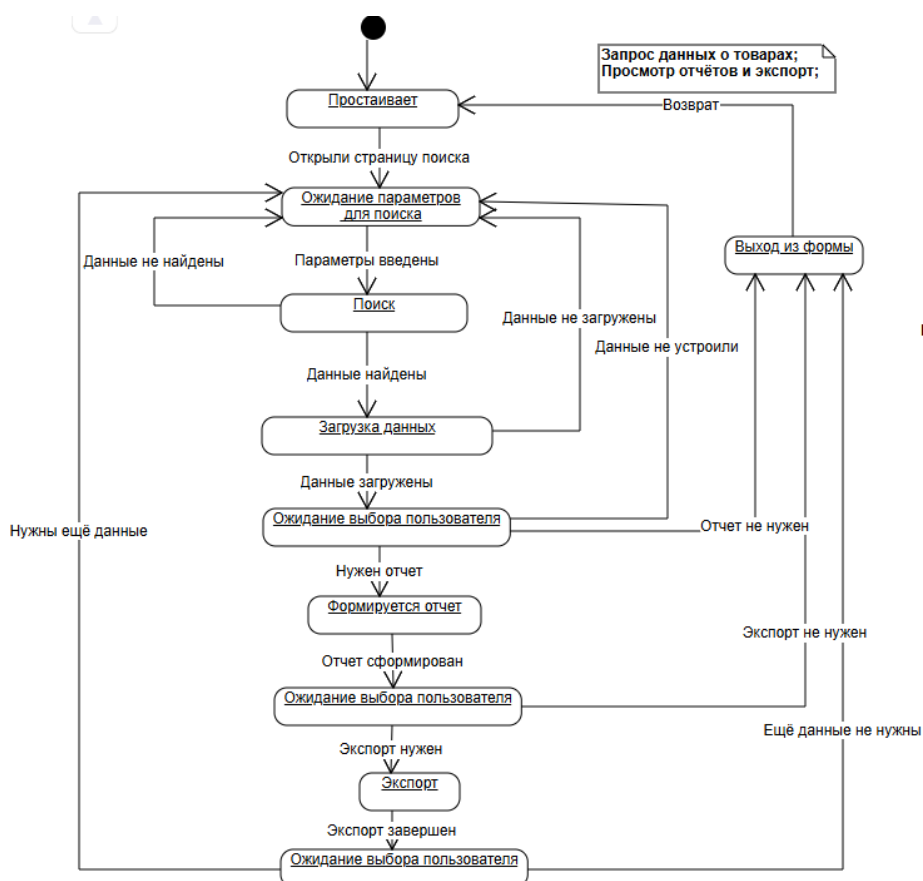 Запрос данных о товарах;
Просмотр отчётов и экспорт;
Простаивает
Возврат
Открыли страницу поиска
Ожидание параметров
для поиска
Выход из формы
Данные не найдены
Параметры введены
Поиск
Данные не загружены
Данные не устроили
Данные найдены
Загрузка данных
Данные загружены
Ожидание выбора пользователя
Нужны ещё данные
Отчет не нужен
Нужен отчет
Формируется отчет
Экспорт не нужен
Отчет сформирован
Ожидание выбора пользователя
Ещё данные не нужны
Экспорт нужен
Экспорт
Экспорт завершен
Ожидание выбора пользователя